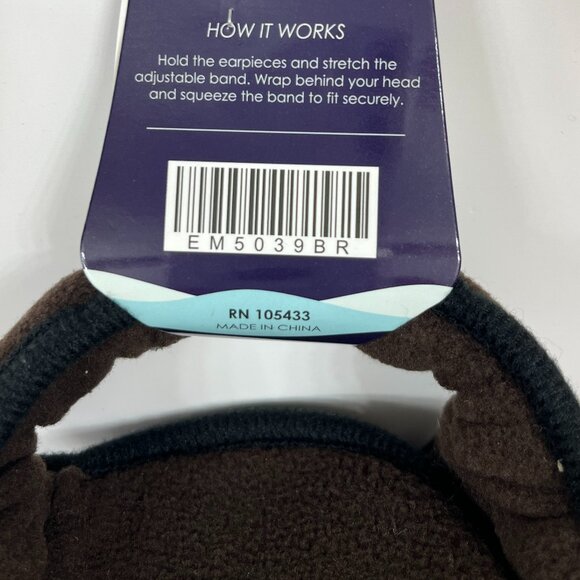 HOW IT WORKS
Hold the earpieces and stretch the
adjustable band. Wrap behind your head
and squeeze the band to fit securely.
EM5039BR
RN 105433
MADE IN CHINA